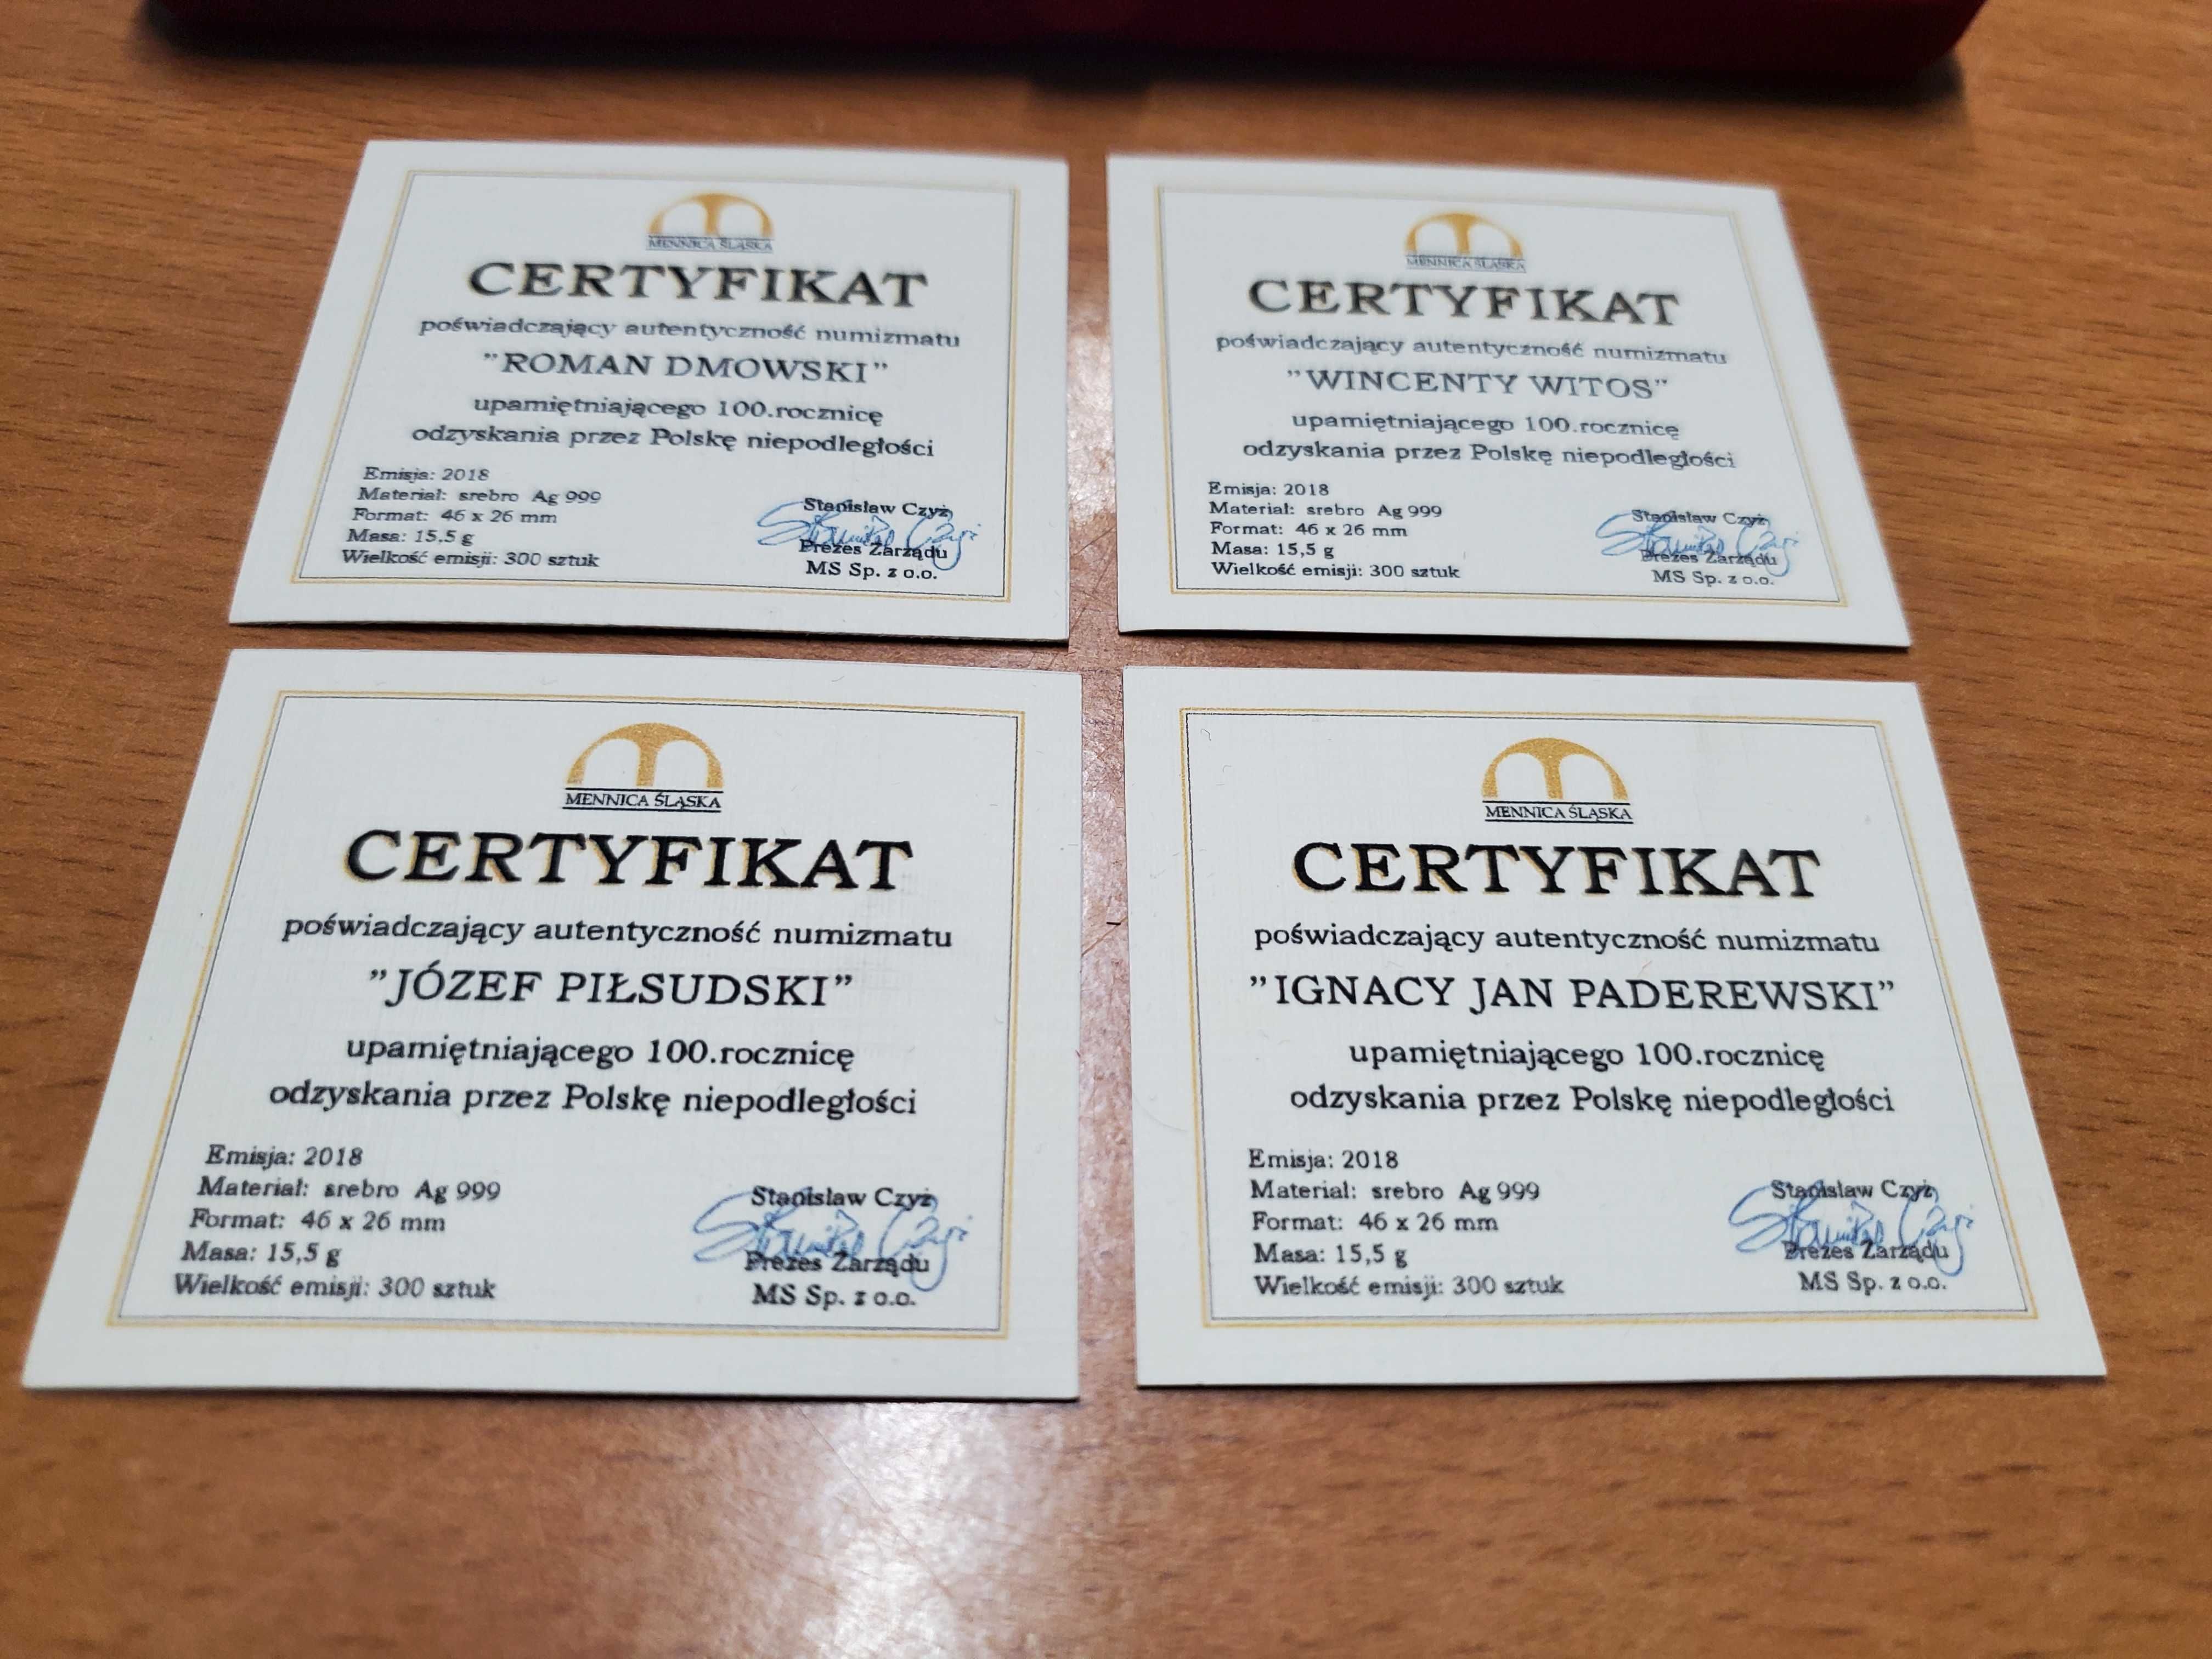 MENNICA ŚLĄSKA
CERTYFIKAT
poświadczający autentyczność numizmatu
"ROMAN DMOWSKI"
upamiętniającego 100.rocznicę
odzyskania przez Polskę niepodległości
Emisja: 2018
Materiał: srebro Ag 999
Format: 46 x 26 mm
Masa: 15,5 g
Wielkość emisji: 300 sztuk
Stanisław Czyż
Prezes Zarządu
MS Sp. z o.o.
MENNICA ŚLĄSKA
CERTYFIKAT
poświadczający autentyczność numizmatu
"WINCENTY WITOS"
upamiętniającego 100.rocznicę
odzyskania przez Polskę niepodległości
Emisja: 2018
Materiał: srebro Ag 999
Format: 46 x 26 mm
Masa: 15,5 g
Wielkość emisji: 300 sztuk
Stanisław Czyż
Prezes Zarządu
MS Sp. z o.o.
MENNICA ŚLĄSKA
CERTYFIKAT
poświadczający autentyczność numizmatu
"JÓZEF PIŁSUDSKI"
upamiętniającego 100.rocznicę
odzyskania przez Polskę niepodległości
Emisja: 2018
Materiał: srebro Ag 999
Format: 46 x 26 mm
Masa: 15,5 g
Wielkość emisji: 300 sztuk
Stanisław Czyż
Prezes Zarządu
MS Sp. z o.o.
MENNICA ŚLĄSKA
CERTYFIKAT
poświadczający autentyczność numizmatu
"IGNACY JAN PADEREWSKI"
upamiętniającego 100.rocznicę
odzyskania przez Polskę niepodległości
Emisja: 2018
Materiał: srebro Ag 999
Format: 46 x 26 mm
Masa: 15,5 g
Wielkość emisji: 300 sztuk
Stanisław Czyż
Prezes Zarządu
MS Sp. z o.o.